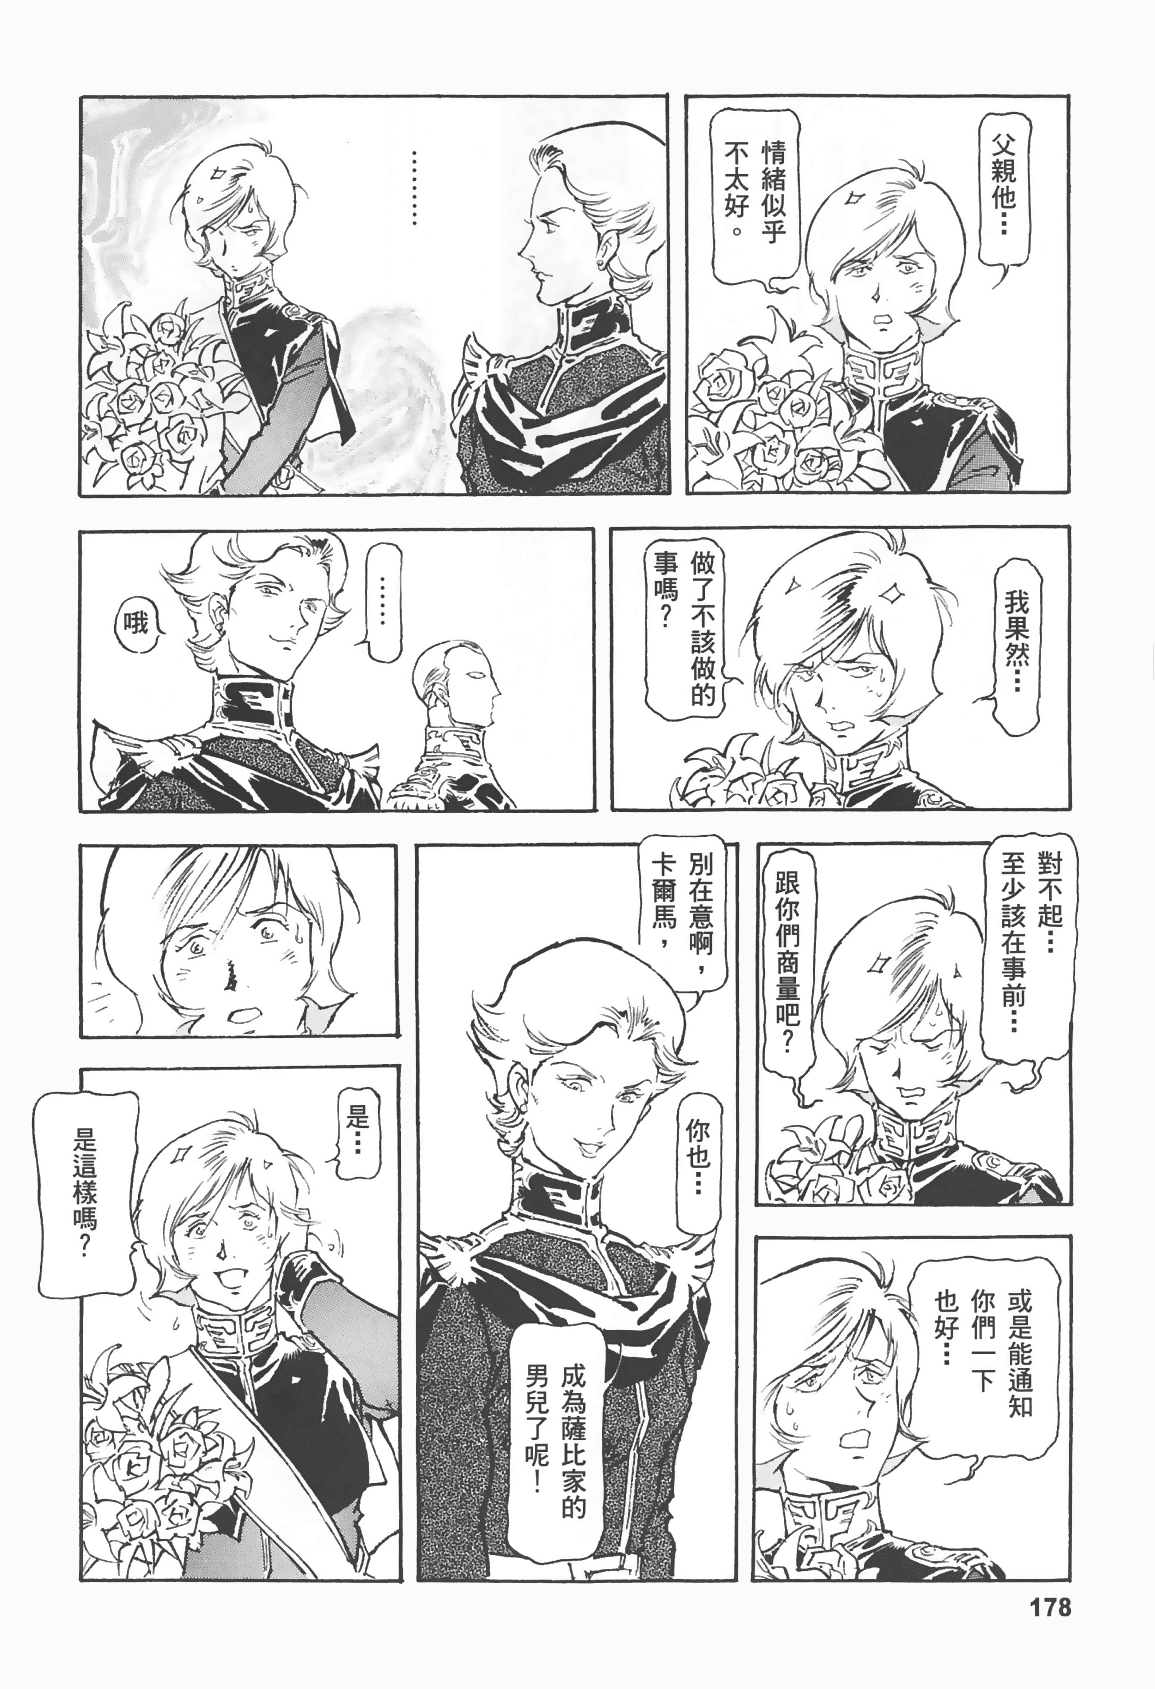 父親他…
情緒似乎
不太好。
………
我果然…
做了不該做的
事嗎？
……
哦
對不起…
至少該在事前…
跟你們商量吧？
或是能通知
你們一下
也好…
別在意啊，
卡爾馬，
你也…
成為薩比家的
男兒了呢！
是…
是這樣嗎？
178